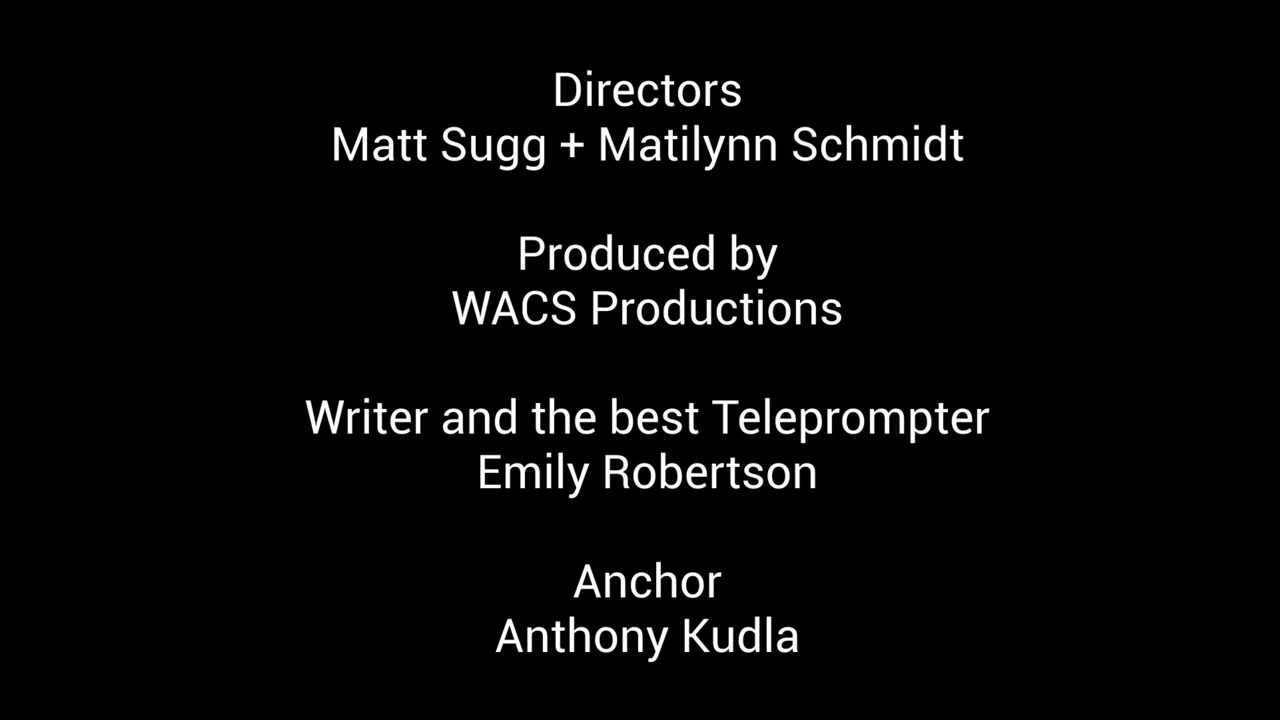 Directors
Matt Sugg + Matilynn Schmidt
Produced by
WACS Productions
Writer and the best Teleprompter
Emily Robertson
Anchor
Anthony Kudla